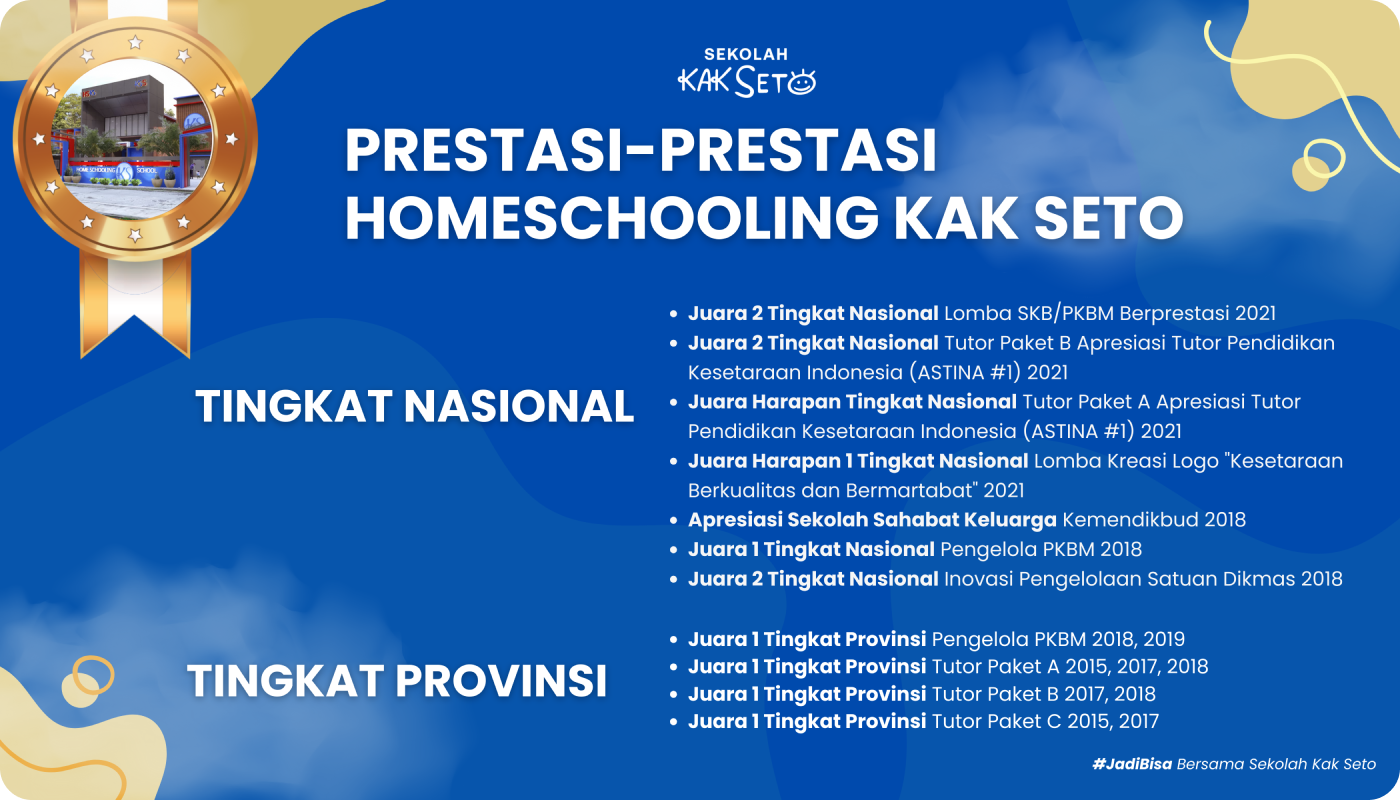 SEKOLAH
KAK SETO
PRESTASI-PRESTASI
HOMESCHOOLING KAK SETO
HOMESCHOOLING
SCHOOL
TINGKAT NASIONAL
• Juara 2 Tingkat Nasional Lomba SKB/PKBM Berprestasi 2021
• Juara 2 Tingkat Nasional Tutor Paket B Apresiasi Tutor Pendidikan
Kesetaraan Indonesia (ASTINA #1) 2021
• Juara Harapan Tingkat Nasional Tutor Paket A Apresiasi Tutor
Pendidikan Kesetaraan Indonesia (ASTINA #1) 2021
• Juara Harapan 1 Tingkat Nasional Lomba Kreasi Logo "Kesetaraan
Berkualitas dan Bermartabat" 2021
• Apresiasi Sekolah Sahabat Keluarga Kemendikbud 2018
• Juara 1 Tingkat Nasional Pengelola PKBM 2018
• Juara 2 Tingkat Nasional Inovasi Pengelolaan Satuan Dikmas 2018
TINGKAT PROVINSI
• Juara 1 Tingkat Provinsi Pengelola PKBM 2018, 2019
• Juara 1 Tingkat Provinsi Tutor Paket A 2015, 2017, 2018
• Juara 1 Tingkat Provinsi Tutor Paket B 2017, 2018
• Juara 1 Tingkat Provinsi Tutor Paket C 2015, 2017
#JadiBisa Bersama Sekolah Kak Seto